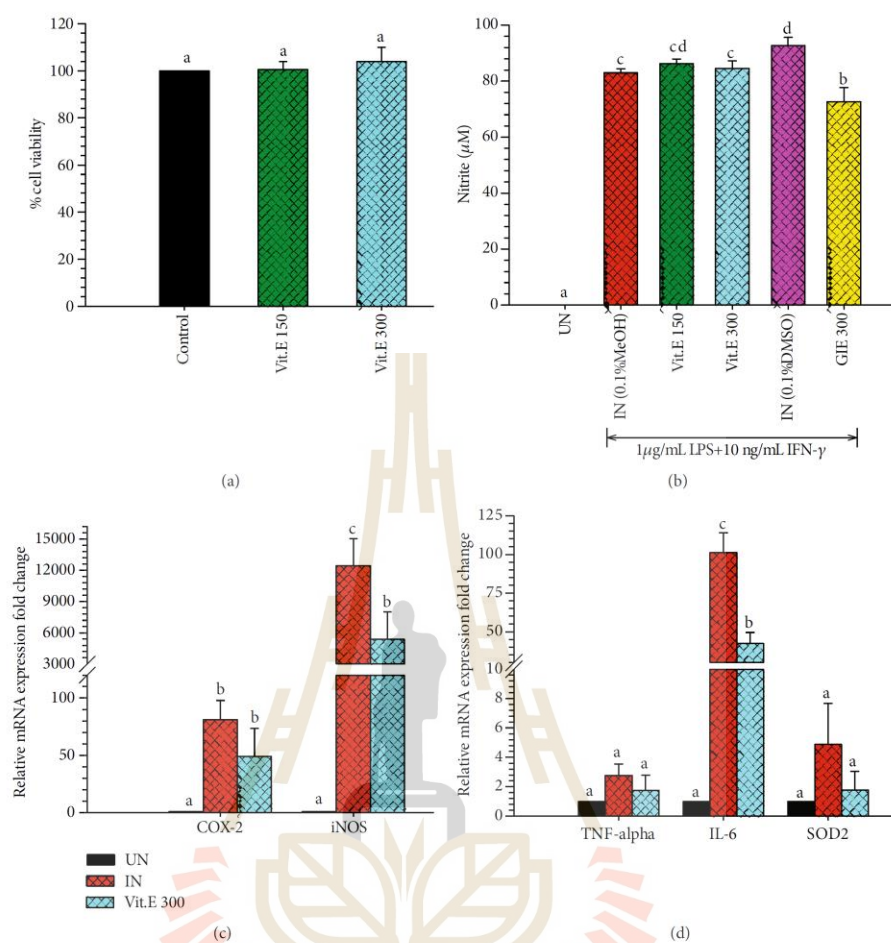 120
100
80
60
40
20
0
% cell viability
a
a
a
Control
Vit.E 150
Vit.E 300
(a)
100
80
60
40
20
0
Nitrite (μM)
a
c
cd
c
d
b
UN
IN (0.1%MeOH)
Vit.E 150
Vit.E 300
IN (0.1%DMSO)
GIE 300
1μg/mL LPS+10 ng/mL IFN-γ
(b)
15000
12000
9000
6000
3000
100
50
0
Relative mRNA expression fold change
a
b
b
a
c
b
COX-2
iNOS
UN
IN
Vit.E 300
(c)
125
100
75
50
10
8
6
4
2
0
Relative mRNA expression fold change
a
a
a
a
c
b
a
a
a
TNF-alpha
IL-6
SOD2
(d)